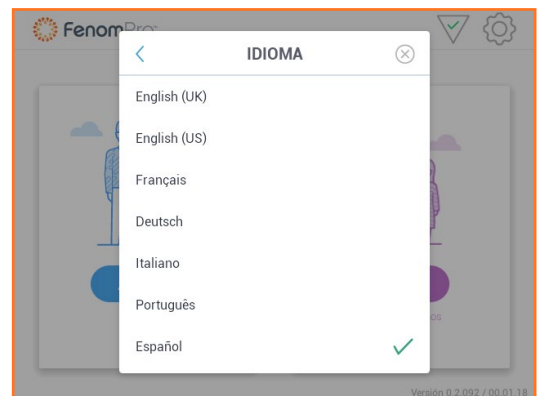 FenomPro
IDIOMA
English (UK)
English (US)
Français
Deutsch
Italiano
Português
Español
Versión 0.2.092 / 00.01.18